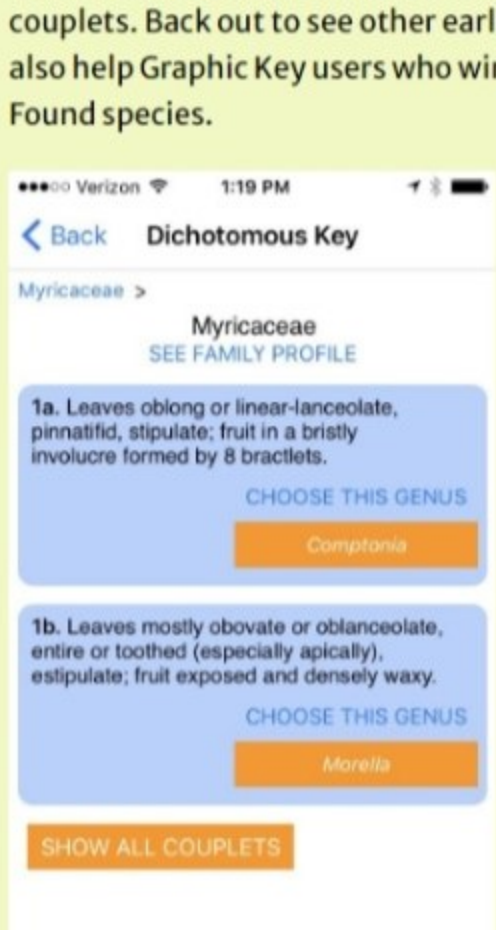 couplets. Back out to see other earl
also help Graphic Key users who wi
Found species.
Verizon 1:19 PM
Back Dichotomous Key
Myricaceae >
Myricaceae
SEE FAMILY PROFILE
1a. Leaves oblong or linear-lanceolate,
pinnatifid, stipulate; fruit in a bristly
involucre formed by 8 bractlets.
CHOOSE THIS GENUS
Comptonia
1b. Leaves mostly obovate or oblanceolate,
entire or toothed (especially apically),
estipulate; fruit exposed and densely waxy.
CHOOSE THIS GENUS
Morella
SHOW ALL COUPLETS